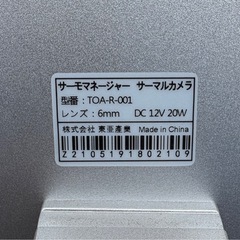 サーモマネージャー サーマルカメラ
型番：TOA-R-001
レンズ：6mm DC 12V 20W
株式会社 東亜産業 Made in China
Z2105191802109